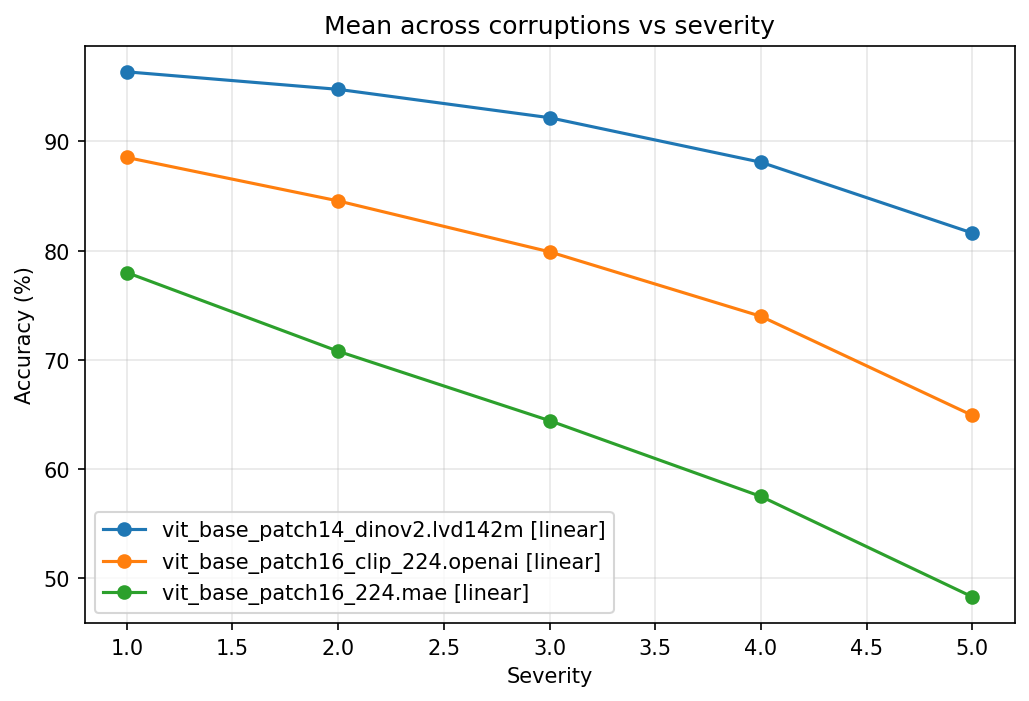 Mean across corruptions vs severity
Accuracy (%)
90
80
70
60
50
vit_base_patch14_dinov2.lvd142m [linear]
vit_base_patch16_clip_224.openai [linear]
vit_base_patch16_224.mae [linear]
1.0 1.5 2.0 2.5 3.0 3.5 4.0 4.5 5.0
Severity